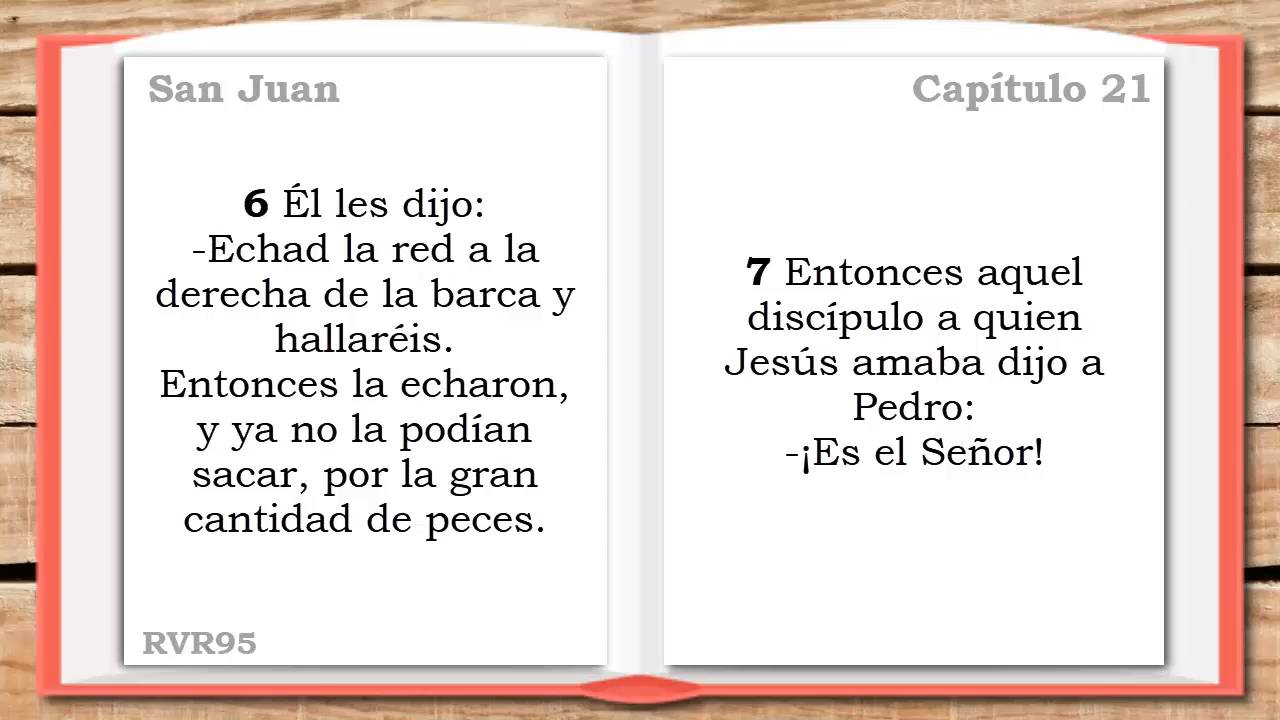 San Juan
6 Él les dijo:
-Echad la red a la
derecha de la barca y
hallaréis.
Entonces la echaron,
y ya no la podían
sacar, por la gran
cantidad de peces.
RVR95
Capítulo 21
7 Entonces aquel
discípulo a quien
Jesús amaba dijo a
Pedro:
-¡Es el Señor!